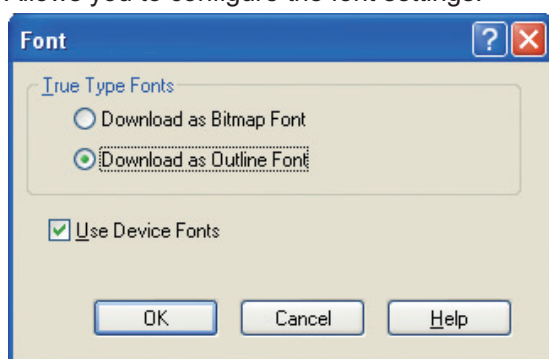 Allows you to configure the font settings.
Font
True Type Fonts
Download as Bitmap Font
Download as Outline Font
Use Device Fonts
OK Cancel Help